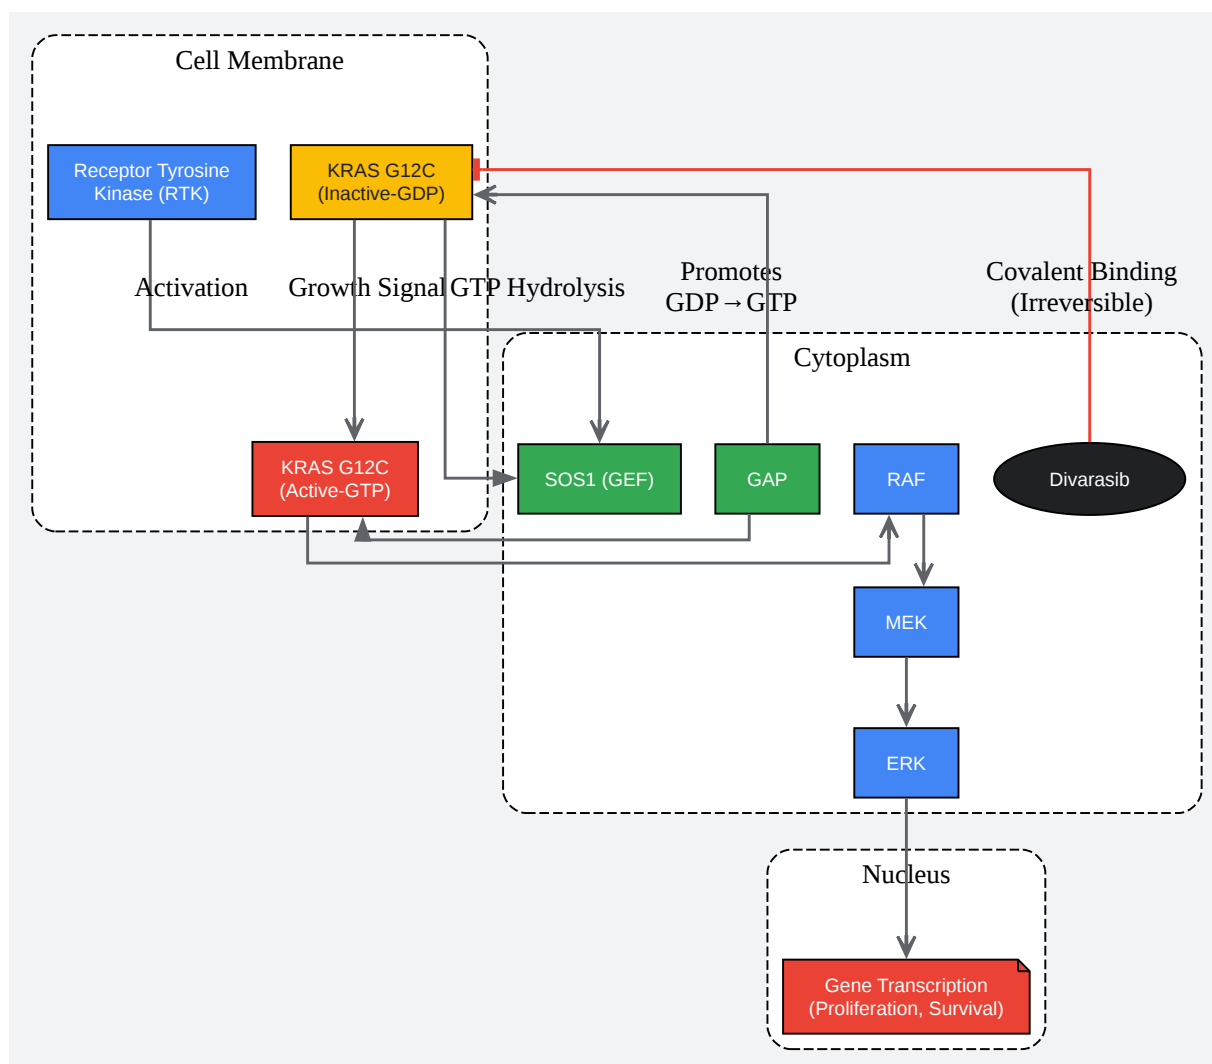 Cell Membrane
Receptor Tyrosine
Kinase (RTK)
KRAS G12C
(Inactive-GDP)
Activation
Growth Signal
GTP Hydrolysis
Promotes
GDP→GTP
Covalent Binding
(Irreversible)
Cytoplasm
KRAS G12C
(Active-GTP)
SOS1 (GEF)
GAP
RAF
Divarasib
MEK
ERK
Nucleus
Gene Transcription
(Proliferation, Survival)